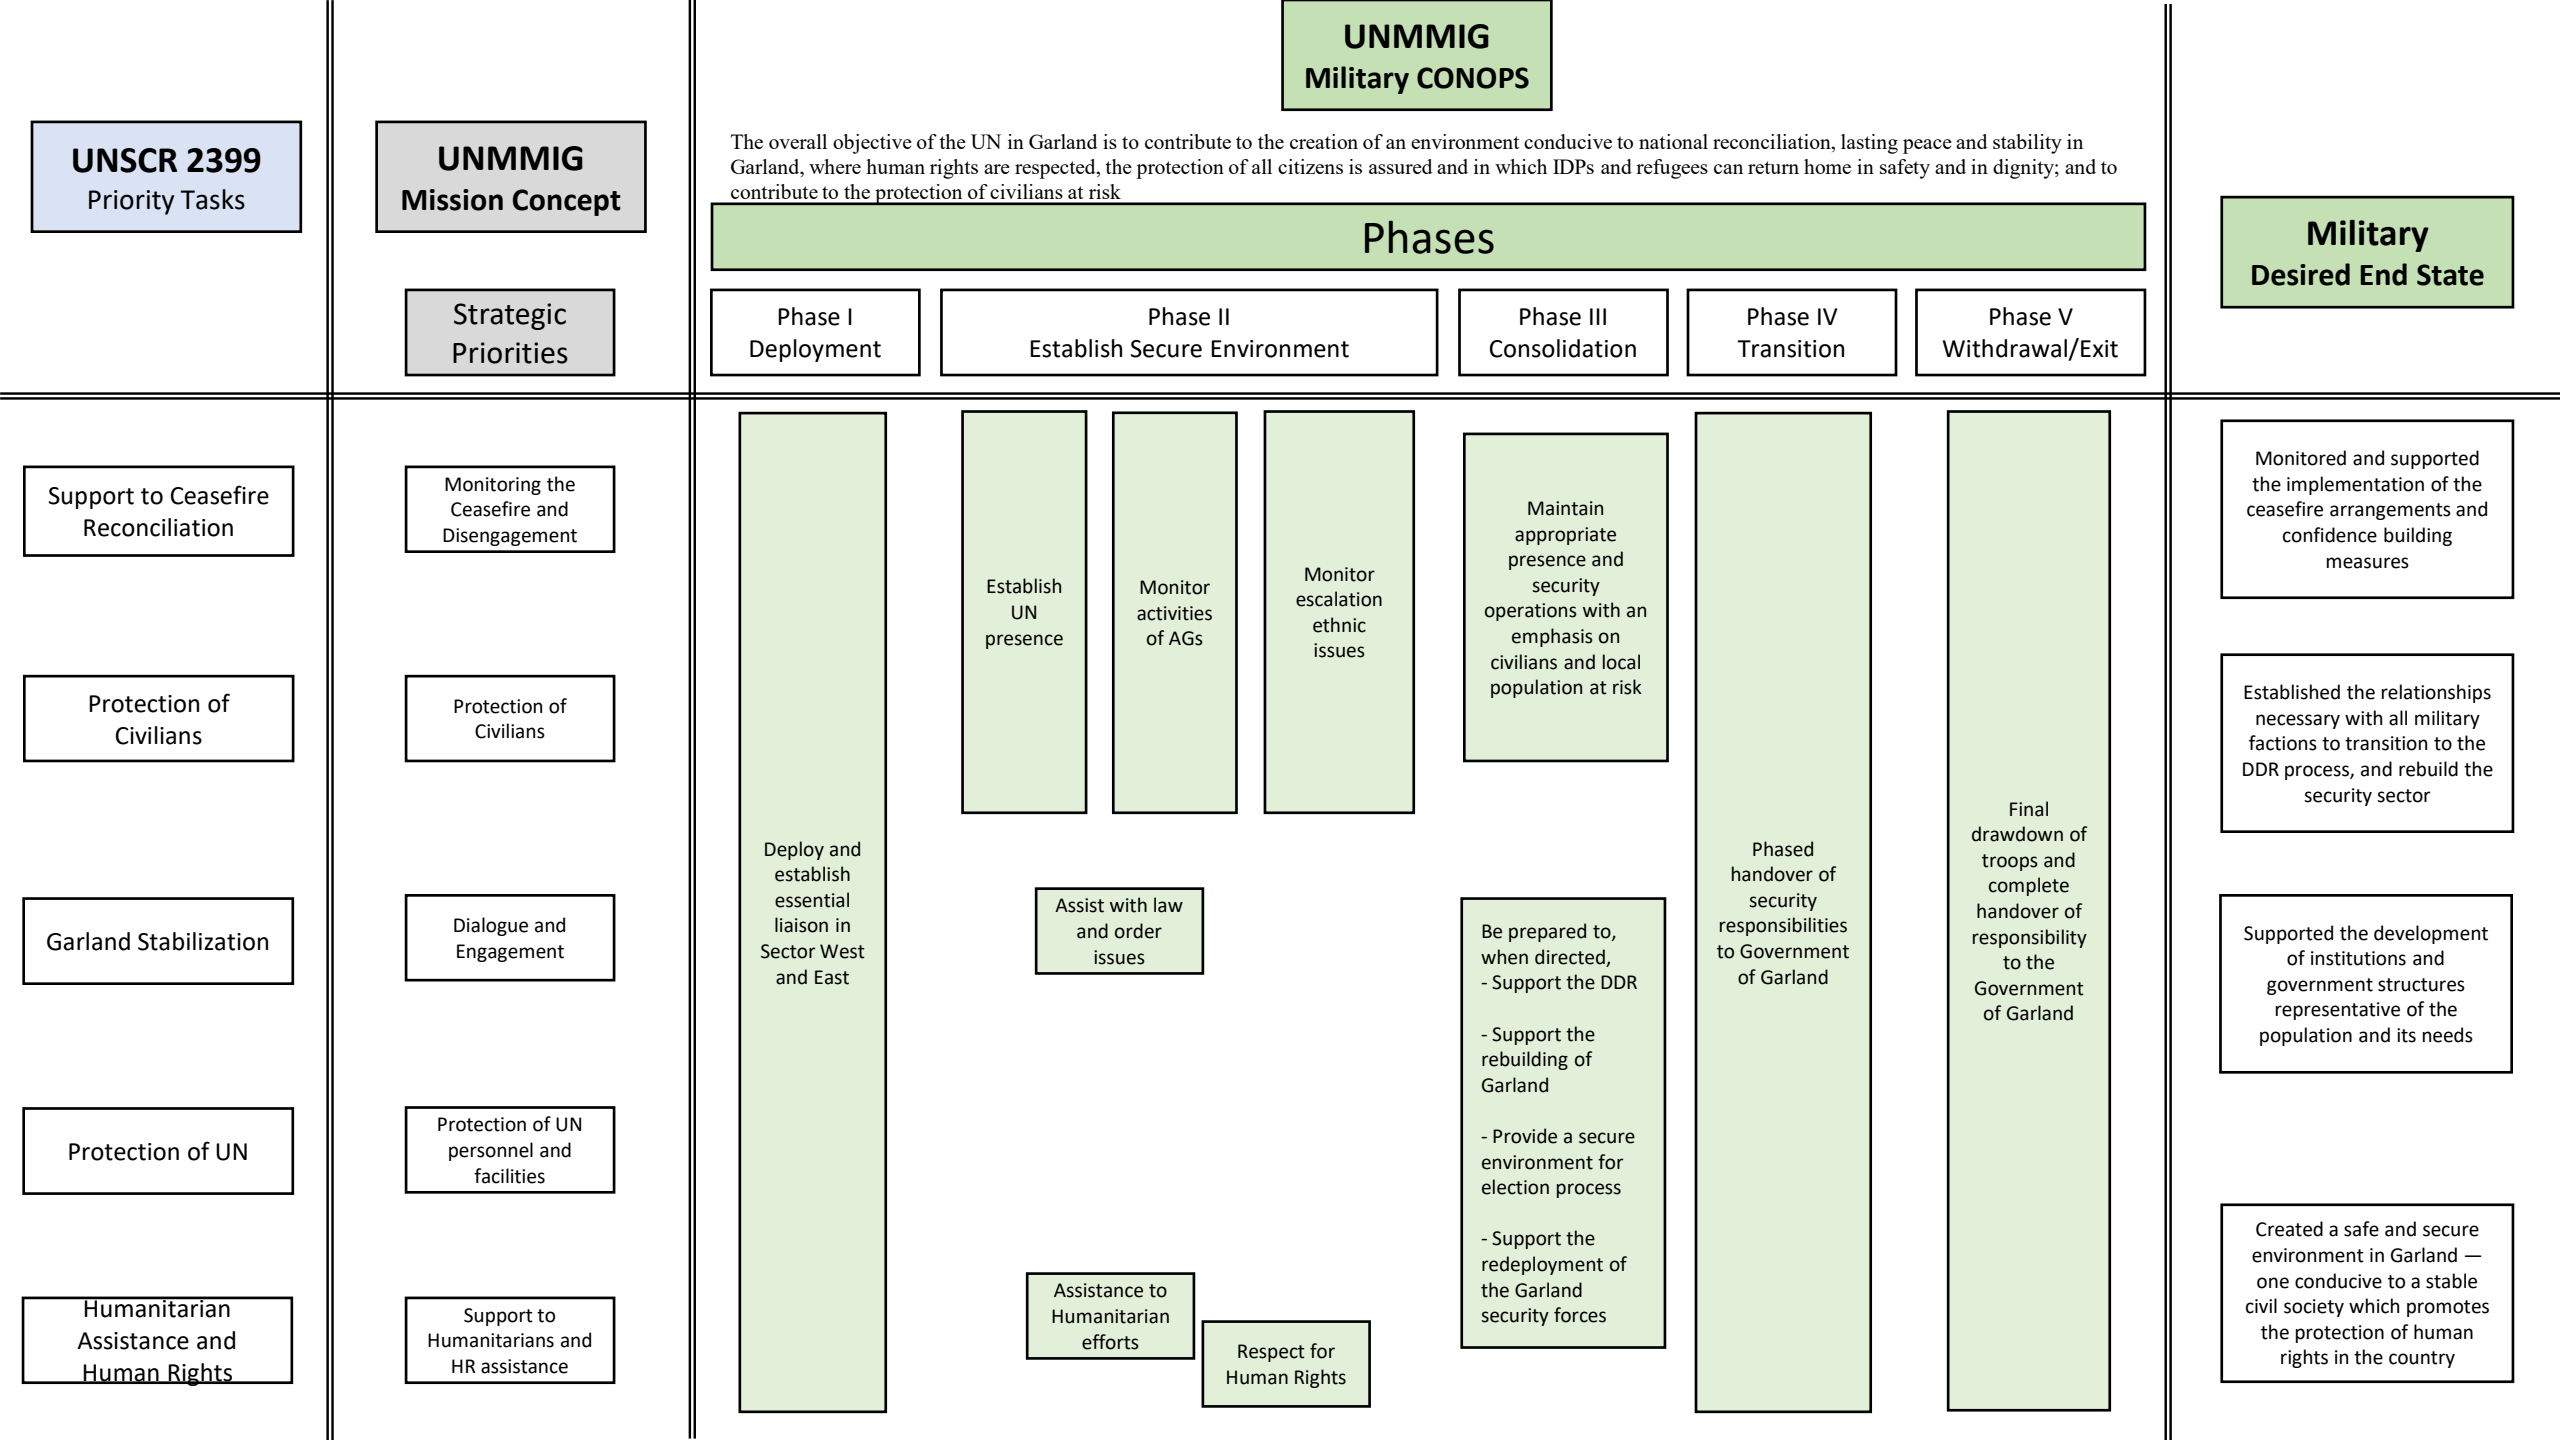 UNMMIG
Military CONOPS
UNSCR 2399
Priority Tasks
UNMMIG
Mission Concept
The overall objective of the UN in Garland is to contribute to the creation of an environment conducive to national reconciliation, lasting peace and stability in
Garland, where human rights are respected, the protection of all citizens is assured and in which IDPs and refugees can return home in safety and in dignity; and to
contribute to the protection of civilians at risk
Phases
Military
Desired End State
Strategic
Priorities
Phase I
Deployment
Phase II
Establish Secure Environment
Phase III
Consolidation
Phase IV
Transition
Phase V
Withdrawal/Exit
Support to Ceasefire
Reconciliation
Protection of
Civilians
Garland Stabilization
Protection of UN
Humanitarian
Assistance and
Human Rights
Monitoring the
Ceasefire and
Disengagement
Protection of
Civilians
Dialogue and
Engagement
Protection of UN
personnel and
facilities
Support to
Humanitarians and
HR assistance
Deploy and
establish
essential
liaison in
Sector West
and East
Establish
UN
presence
Monitor
activities
of AGs
Monitor
escalation
ethnic
issues
Assist with law
and order
issues
Assistance to
Humanitarian
efforts
Respect for
Human Rights
Maintain
appropriate
presence and
security
operations with an
emphasis on
civilians and local
population at risk
Be prepared to,
when directed,
- Support the DDR
- Support the
rebuilding of
Garland
- Provide a secure
environment for
election process
- Support the
redeployment of
the Garland
security forces
Phased
handover of
security
responsibilities
to Government
of Garland
Final
drawdown of
troops and
complete
handover of
responsibility
to the
Government
of Garland
Monitored and supported
the implementation of the
ceasefire arrangements and
confidence building
measures
Established the relationships
necessary with all military
factions to transition to the
DDR process, and rebuild the
security sector
Supported the development
of institutions and
government structures
representative of the
population and its needs
Created a safe and secure
environment in Garland —
one conducive to a stable
civil society which promotes
the protection of human
rights in the country